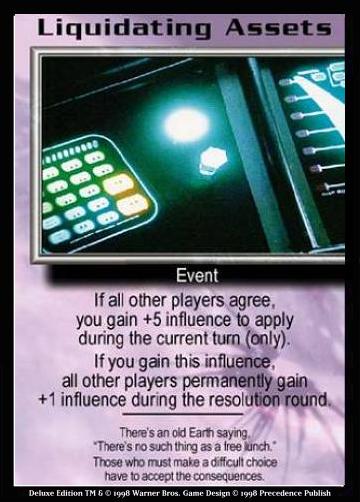 Liquidating Assets
Event
If all other players agree,
you gain +5 influence to apply
during the current turn (only).
If you gain this influence,
all other players permanently gain
+1 influence during the resolution round.
There's an old Earth saying,
"There's no such thing as a free lunch."
Those who must make a difficult choice
have to accept the consequences.
Deluxe Edition TM & © 1998 Warner Bros. Game Design © 1998 Precedence Publish